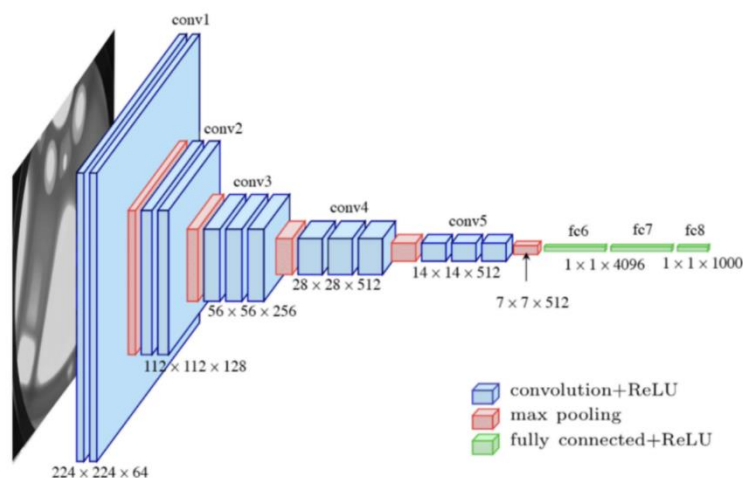 conv1
conv2
conv3
conv4
conv5
fc6
fc7
fc8
1 × 1 × 4096
1 × 1 × 1000
14 × 14 × 512
28 × 28 × 512
7 × 7 × 512
56 × 56 × 256
112 × 112 × 128
224 × 224 × 64
convolution+ReLU
max pooling
fully connected+ReLU